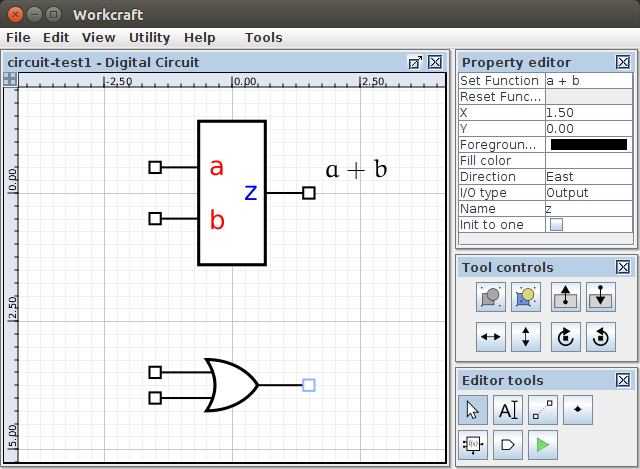 Workcraft
File Edit View Utility Help Tools
circuit-test1 - Digital Circuit
-2.50 0.00 2.50
0.00
2.50
5.00
a
b
z
a + b
Property editor
Set Function a + b
Reset Func...
X 1.50
Y 0.00
Foregroun...
Fill color
Direction East
I/O type Output
Name z
Init to one
Tool controls
Editor tools
A
f(x)